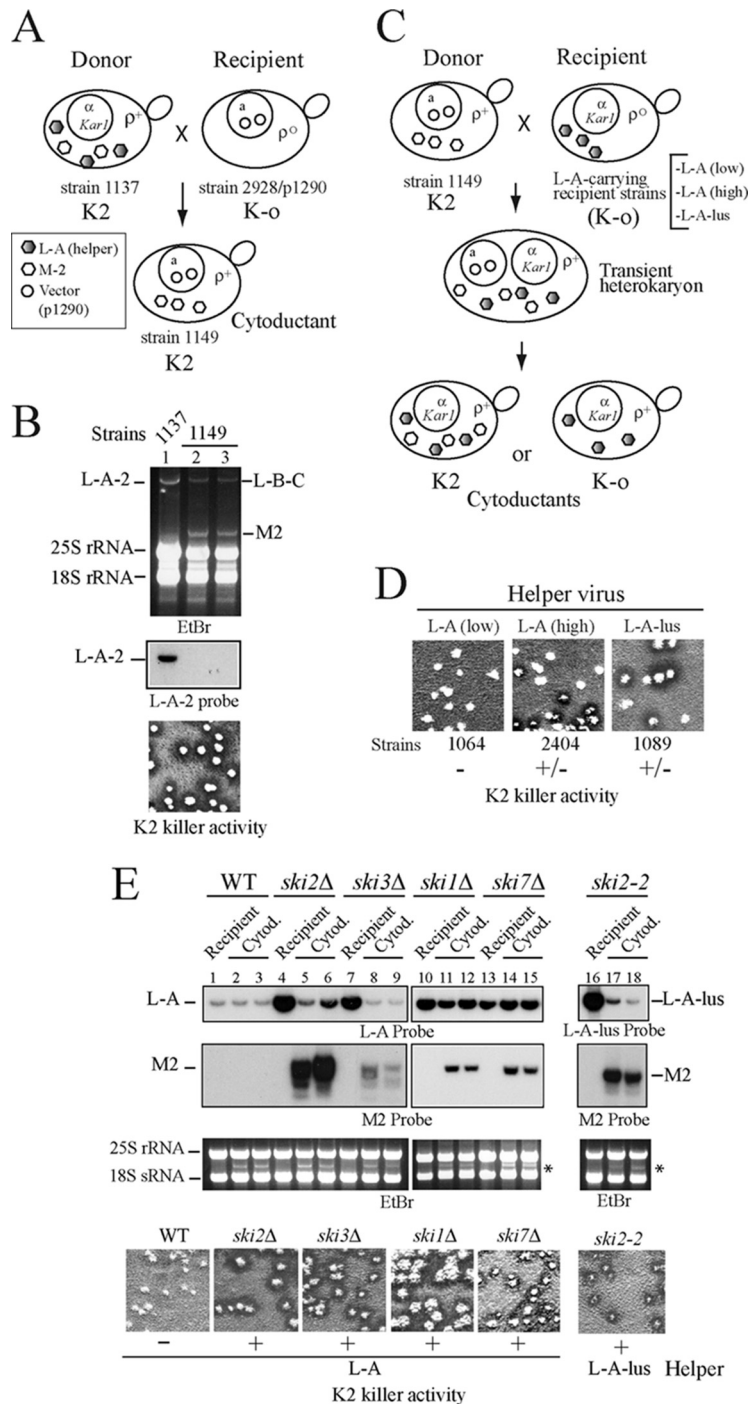 A
Donor
Recipient
α
Kar1
ρ+
X
a
ρo
strain 1137
strain 2928/p1290
K2
K-o
L-A (helper)
M-2
Vector
(p1290)
a
ρ+
Cytoductant
strain 1149
K2
B
Strains
1137
1149
1 2 3
L-A-2
L-B-C
M2
25S rRNA
18S rRNA
EtBr
L-A-2
L-A-2 probe
K2 killer activity
C
Donor
Recipient
a
ρ+
X
α
Kar1
ρo
strain 1149
K2
L-A-carrying
recipient strains
(K-o)
-L-A (low)
-L-A (high)
-L-A-lus
a
α
Kar1
ρ+
Transient
heterokaryon
α
Kar1
ρ+
α
Kar1
ρ+
K2
or
K-o
Cytoductants
D
Helper virus
L-A (low)
L-A (high)
L-A-lus
Strains
1064
2404
1089
-
+/-
+/-
K2 killer activity
E
WT
ski2Δ
ski3Δ
ski1Δ
ski7Δ
ski2-2
Recipient
Cytod.
Recipient
Cytod.
Recipient
Cytod.
Recipient
Cytod.
Recipient
Cytod.
Recipient
Cytod.
1 2 3 4 5 6 7 8 9 10 11 12 13 14 15 16 17 18
L-A
L-A-lus
L-A Probe
L-A-lus Probe
M2
M2
M2 Probe
M2 Probe
25S rRNA
18S sRNA
*
*
EtBr
EtBr
WT
ski2Δ
ski3Δ
ski1Δ
ski7Δ
ski2-2
− + + + + +
L-A
L-A-lus
Helper
K2 killer activity